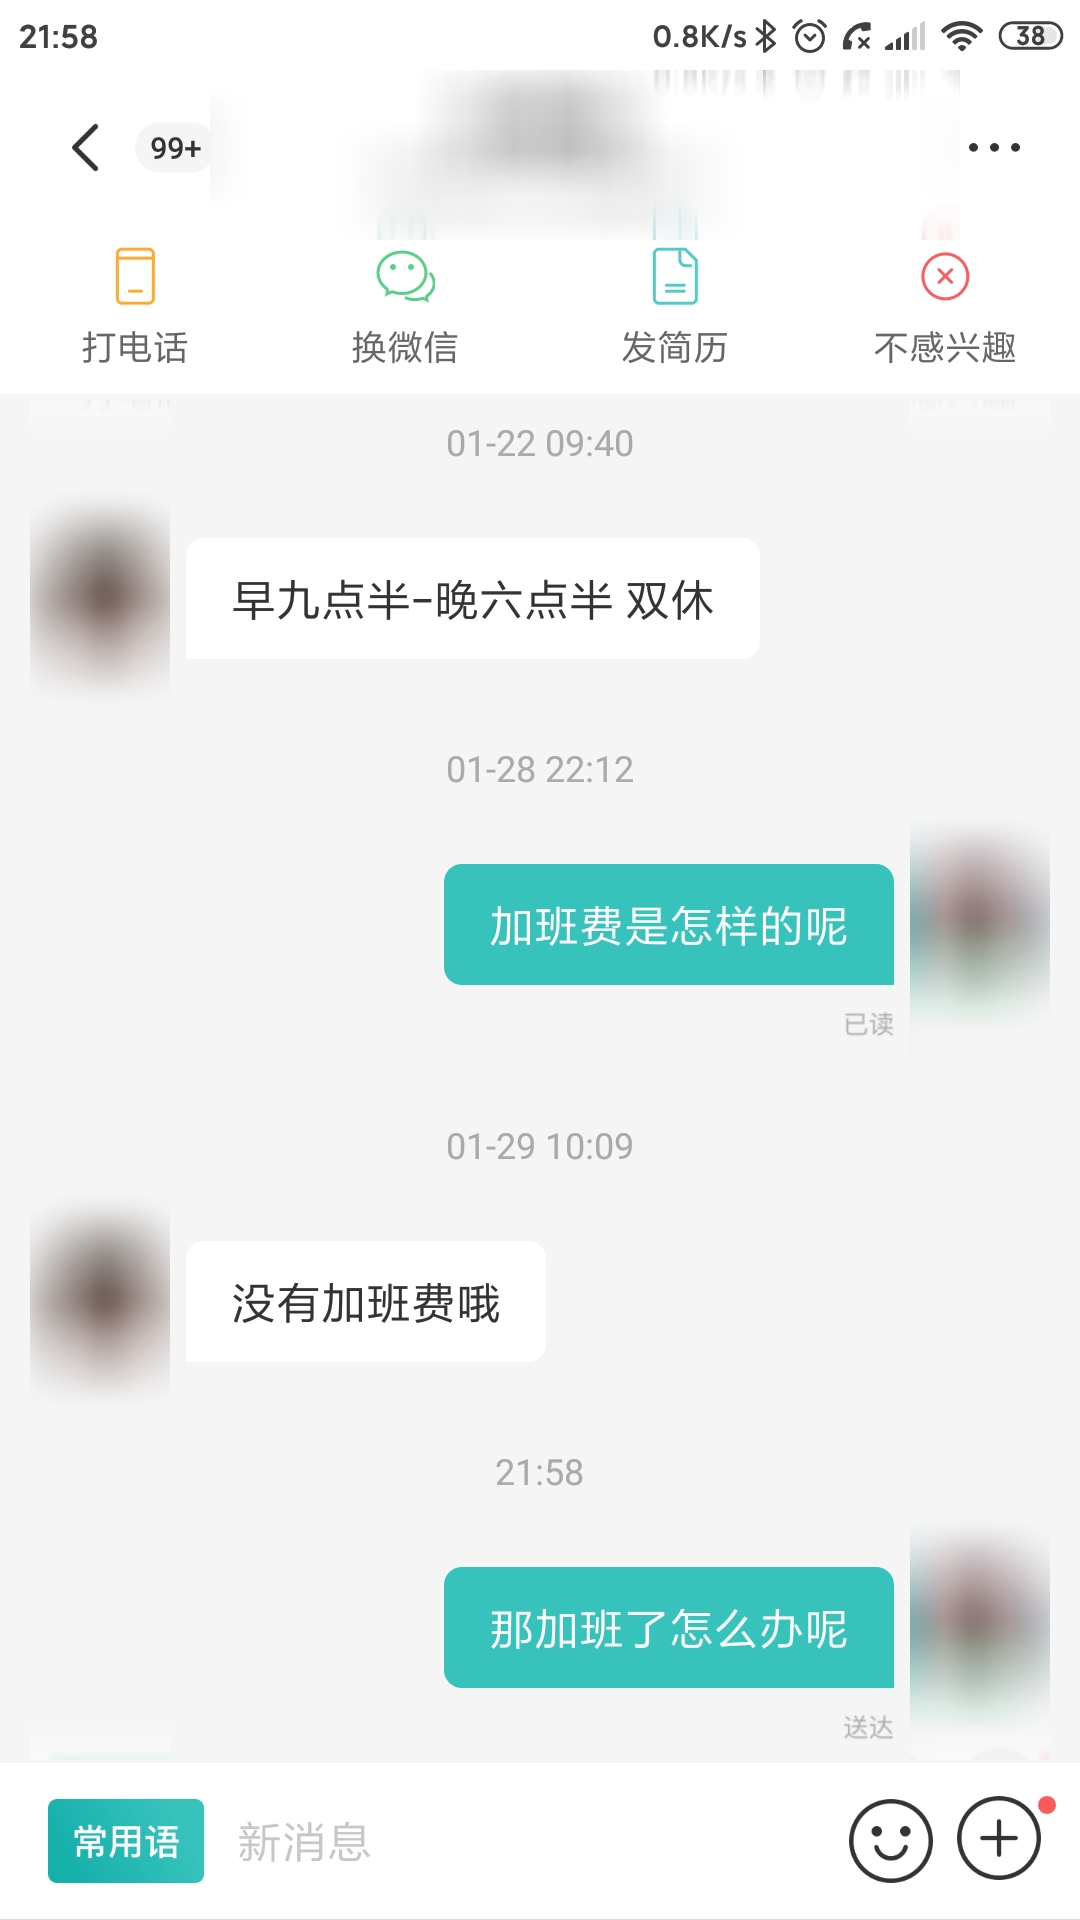 21:58
0.8K/s
38
99+
打电话
换微信
发简历
不感兴趣
01-22 09:40
早九点半-晚六点半 双休
01-28 22:12
加班费是怎样的呢
已读
01-29 10:09
没有加班费哦
21:58
那加班了怎么办呢
送达
常用语
新消息